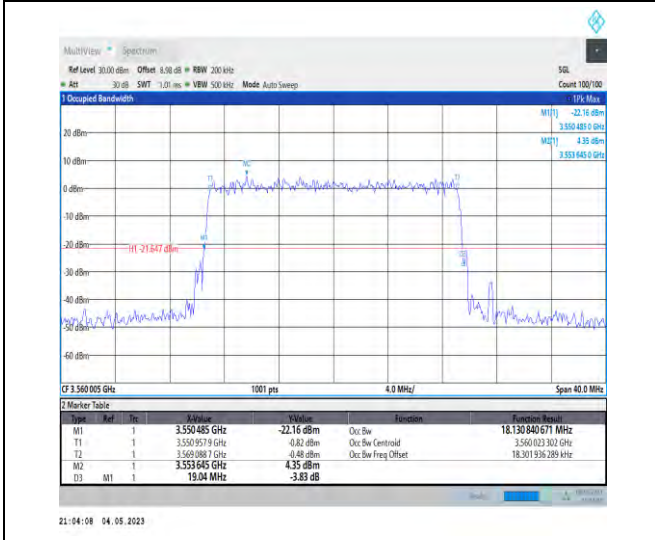 MultiView Spectrum
Ref Level 30.00 dBm Offset 8.98 dB RBW 200 kHz SGL
Att 30 dB SWT 1.01 ms VBW 500 kHz Mode Auto Sweep Count 100/100
1 Occupied Bandwidth 1Pk Max
M1[1] -22.16 dBm
3.550 485 0 GHz
20 dBm M2[1] 4.35 dBm
3.553 645 0 GHz
10 dBm
M2
T1 T2
0 dBm
-10 dBm
M1
-20 dBm H1 -21.647 dBm
D3
-30 dBm
-40 dBm
-50 dBm
-60 dBm
CF 3.560 005 GHz 1001 pts 4.0 MHz/ Span 40.0 MHz
2 Marker Table
Type Ref Trc X-Value Y-Value Function Function Result
M1 1 3.550 485 GHz -22.16 dBm Occ Bw 18.130 840 671 MHz
T1 1 3.550 957 9 GHz -0.82 dBm Occ Bw Centroid 3.560 023 302 GHz
T2 1 3.569 088 7 GHz -0.48 dBm Occ Bw Freq Offset 18.301 936 289 kHz
M2 1 3.553 645 GHz 4.35 dBm
D3 M1 1 19.04 MHz -3.83 dB
21:04:08 04.05.2023